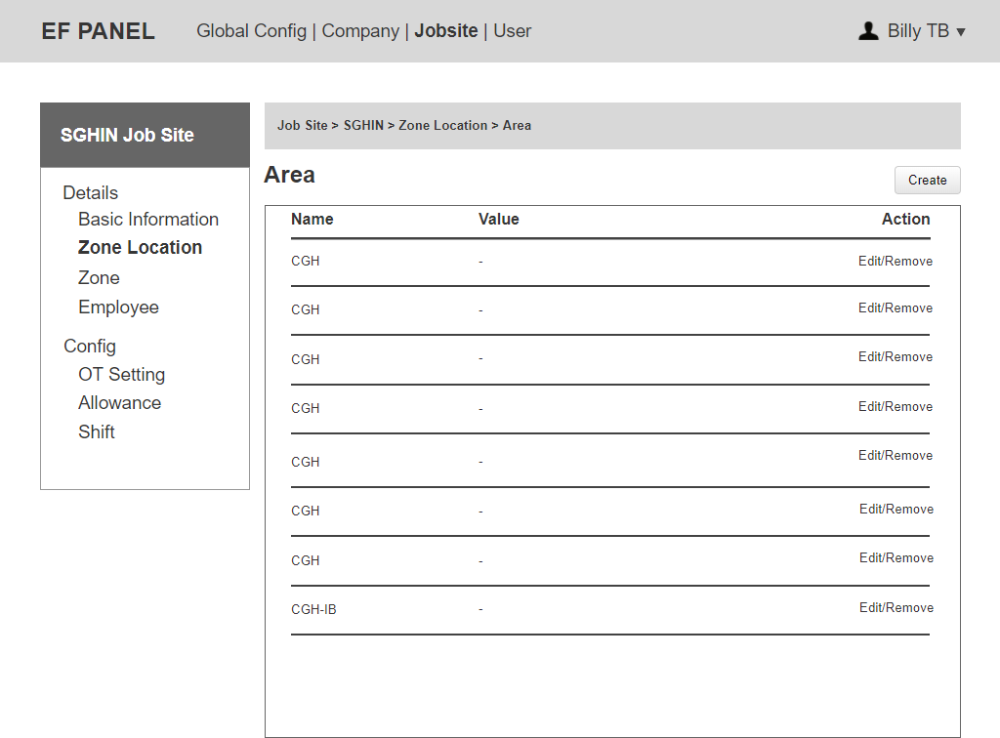 EF PANEL Global Config | Company | Jobsite | User Billy TB ▼
SGHIN Job Site
Details
Basic Information
Zone Location
Zone
Employee
Config
OT Setting
Allowance
Shift
Job Site > SGHIN > Zone Location > Area
Area
Create
Name Value Action
CGH - Edit/Remove
CGH - Edit/Remove
CGH - Edit/Remove
CGH - Edit/Remove
CGH - Edit/Remove
CGH - Edit/Remove
CGH - Edit/Remove
CGH-IB - Edit/Remove